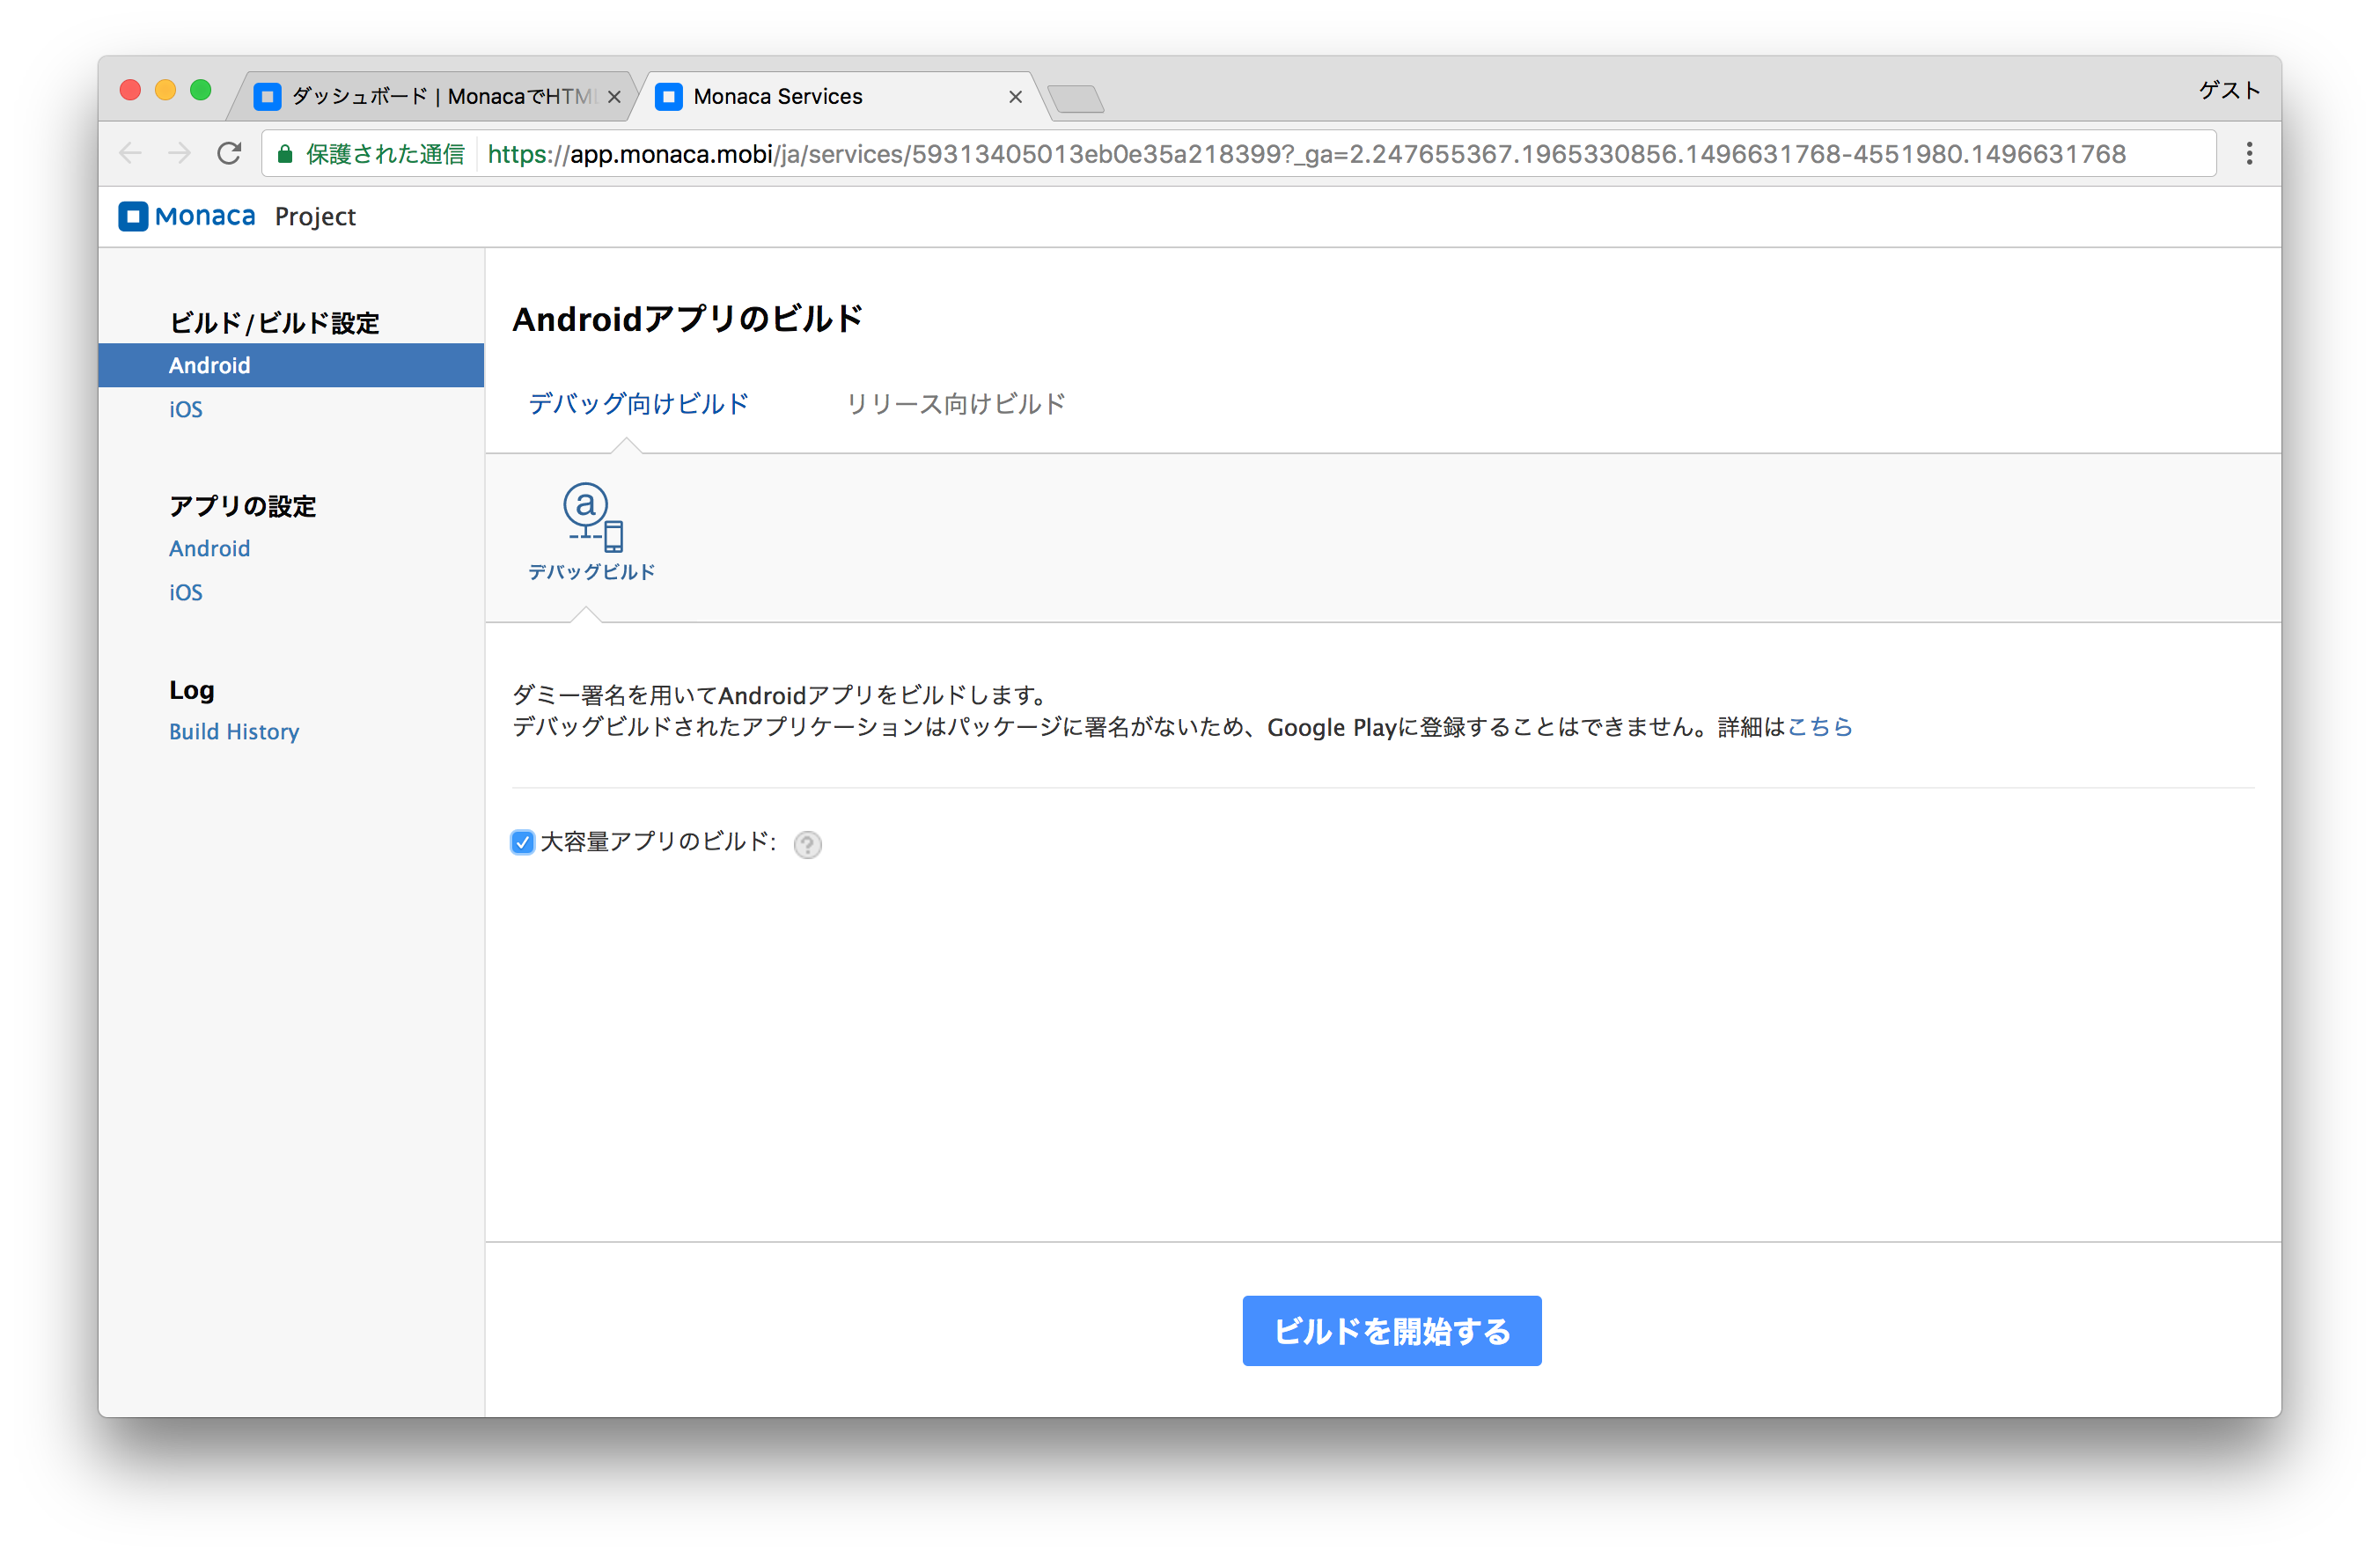 ダッシュボード | MonacaでHTML
Monaca Services
ゲスト
保護された通信 https://app.monaca.mobi/ja/services/59313405013eb0e35a218399?_ga=2.247655367.1965330856.1496631768-4551980.1496631768
Monaca Project
ビルド/ビルド設定
Android
iOS
アプリの設定
Android
iOS
Log
Build History
Androidアプリのビルド
デバッグ向けビルド リリース向けビルド
a
デバッグビルド
ダミー署名を用いてAndroidアプリをビルドします。
デバッグビルドされたアプリケーションはパッケージに署名がないため、Google Playに登録することはできません。詳細はこちら
大容量アプリのビルド: ?
ビルドを開始する